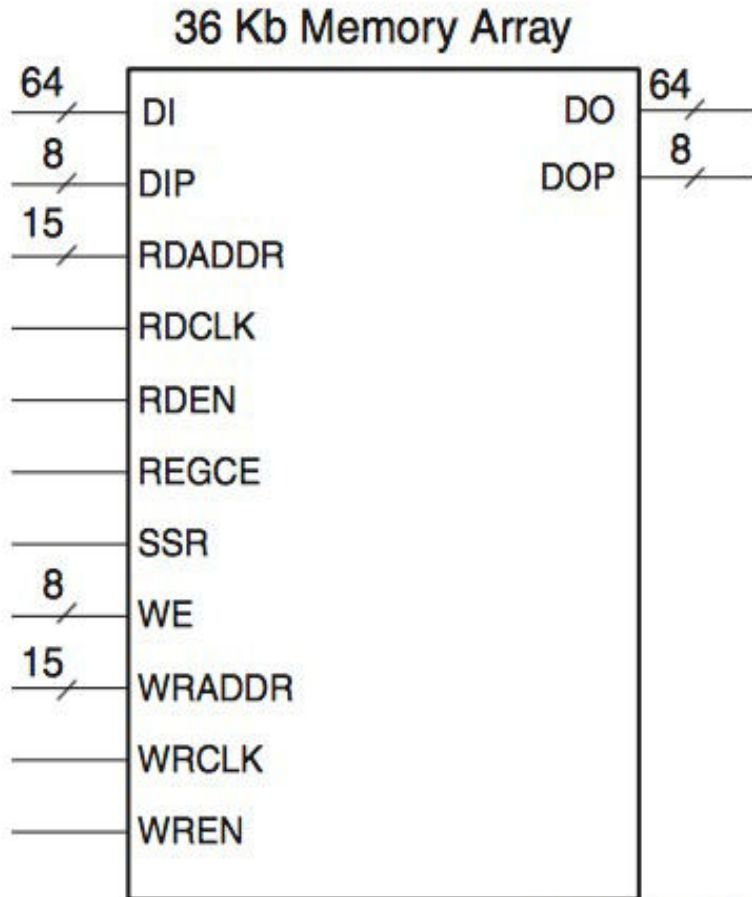 36 Kb Memory Array
64 DI DO 64
8 DIP DOP 8
15 RDADDR
RDCLK
RDEN
REGCE
SSR
8 WE
15 WRADDR
WRCLK
WREN